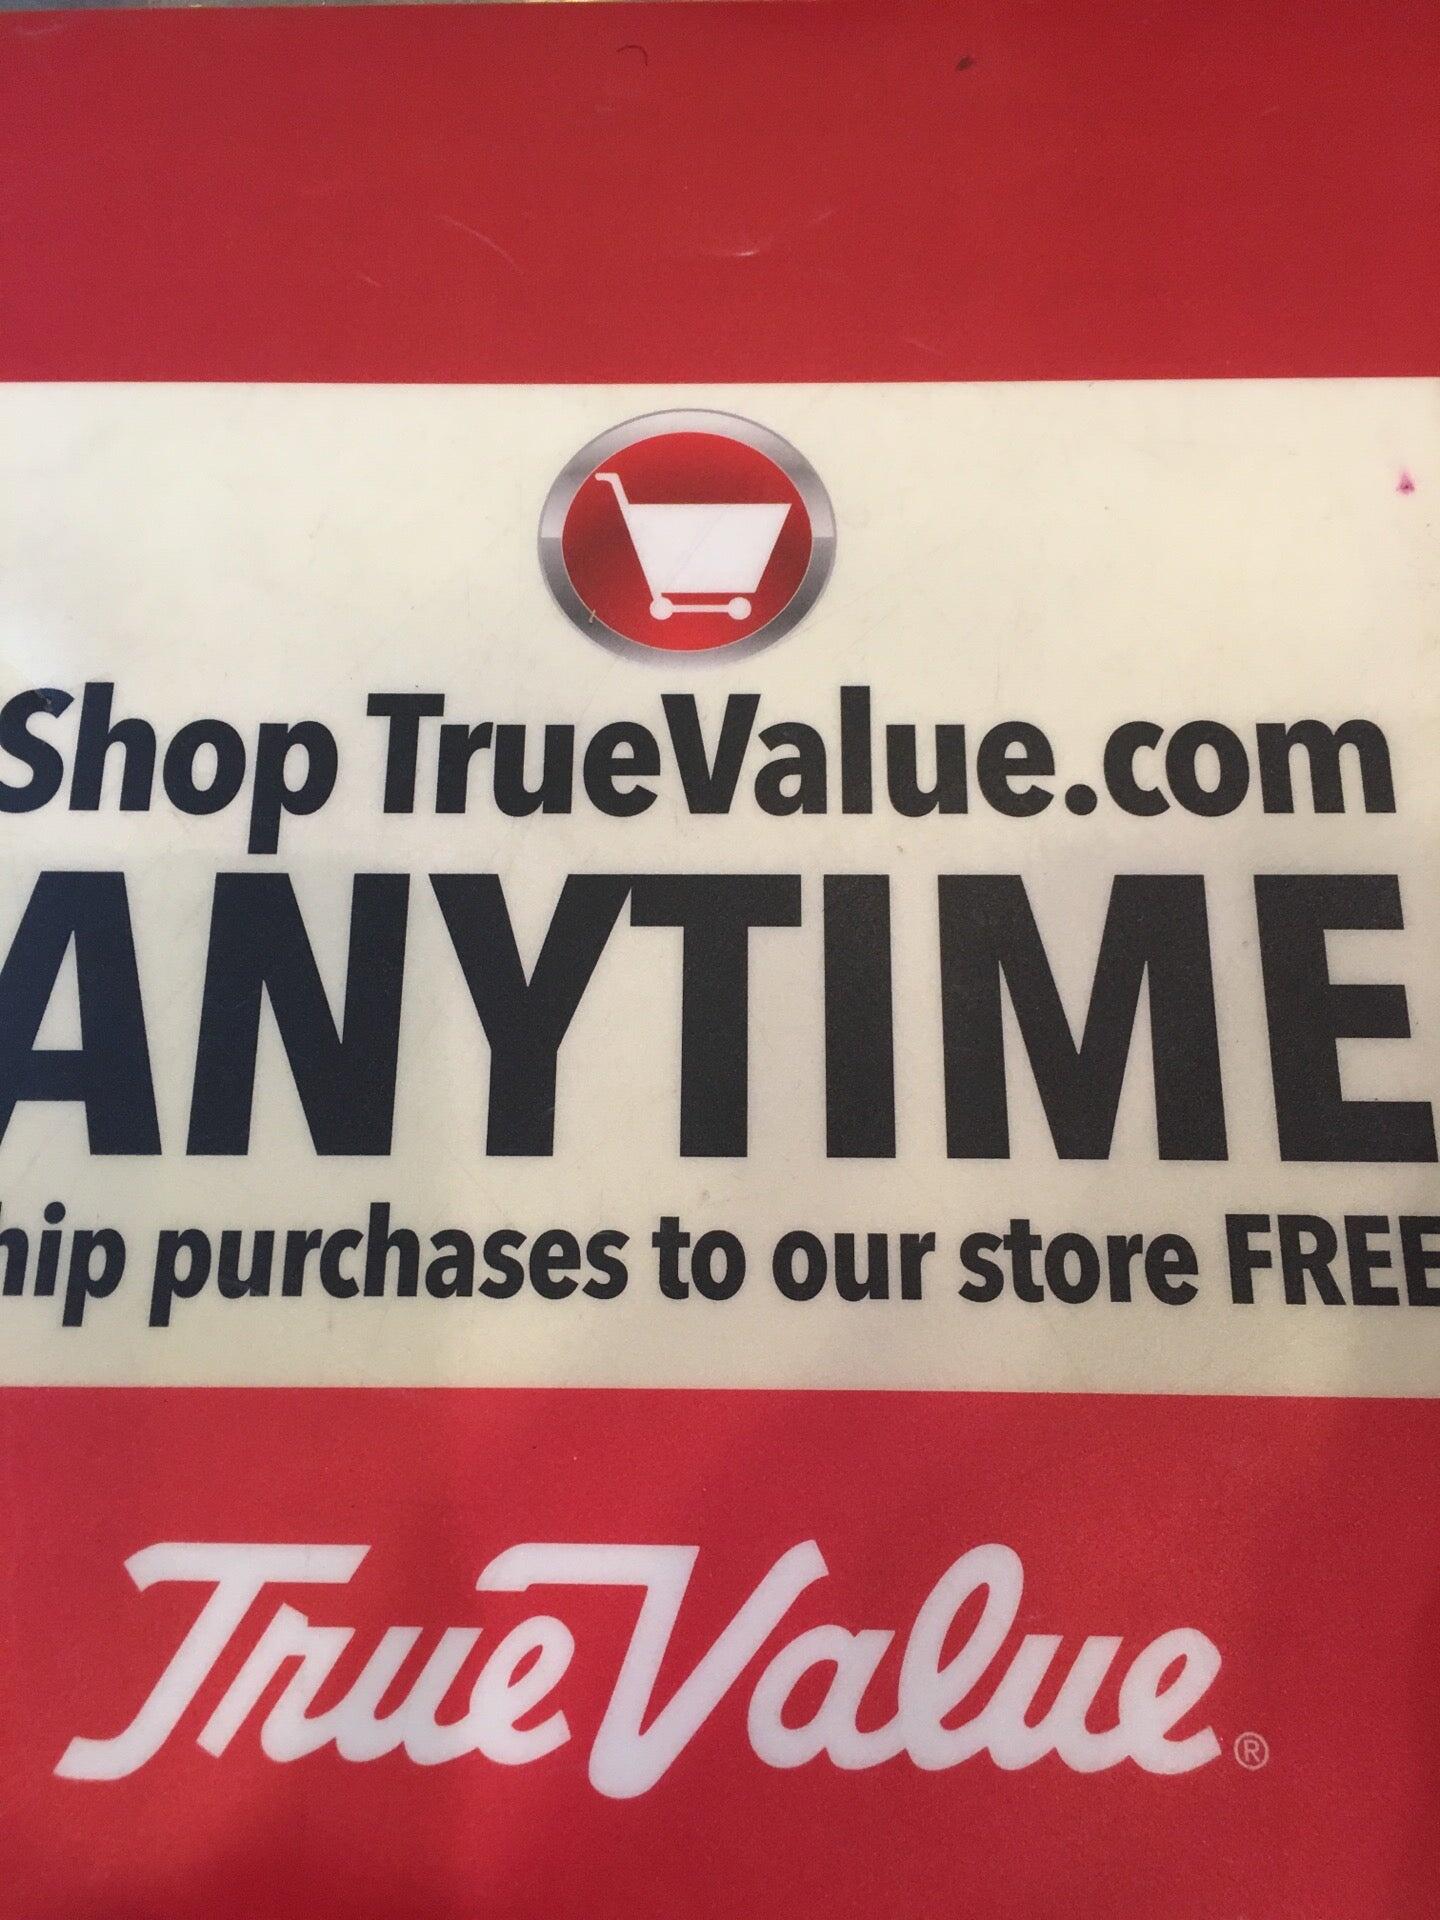 Shop TrueValue.com
ANYTIME
hip purchases to our store FREE
True Value®